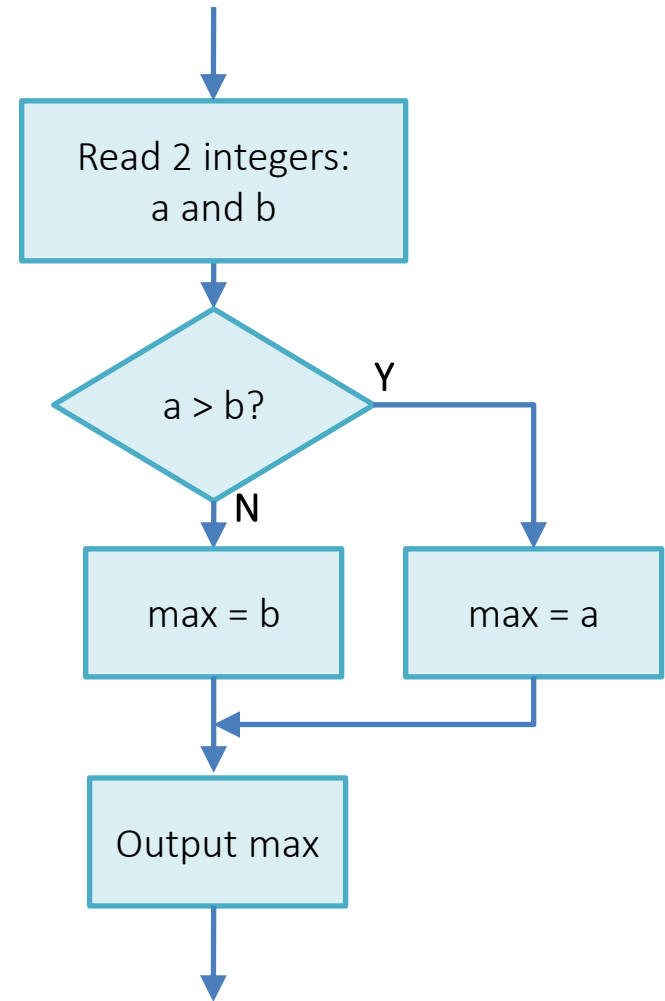 Read 2 integers:
a and b
a > b?
Y
N
max = b
max = a
Output max